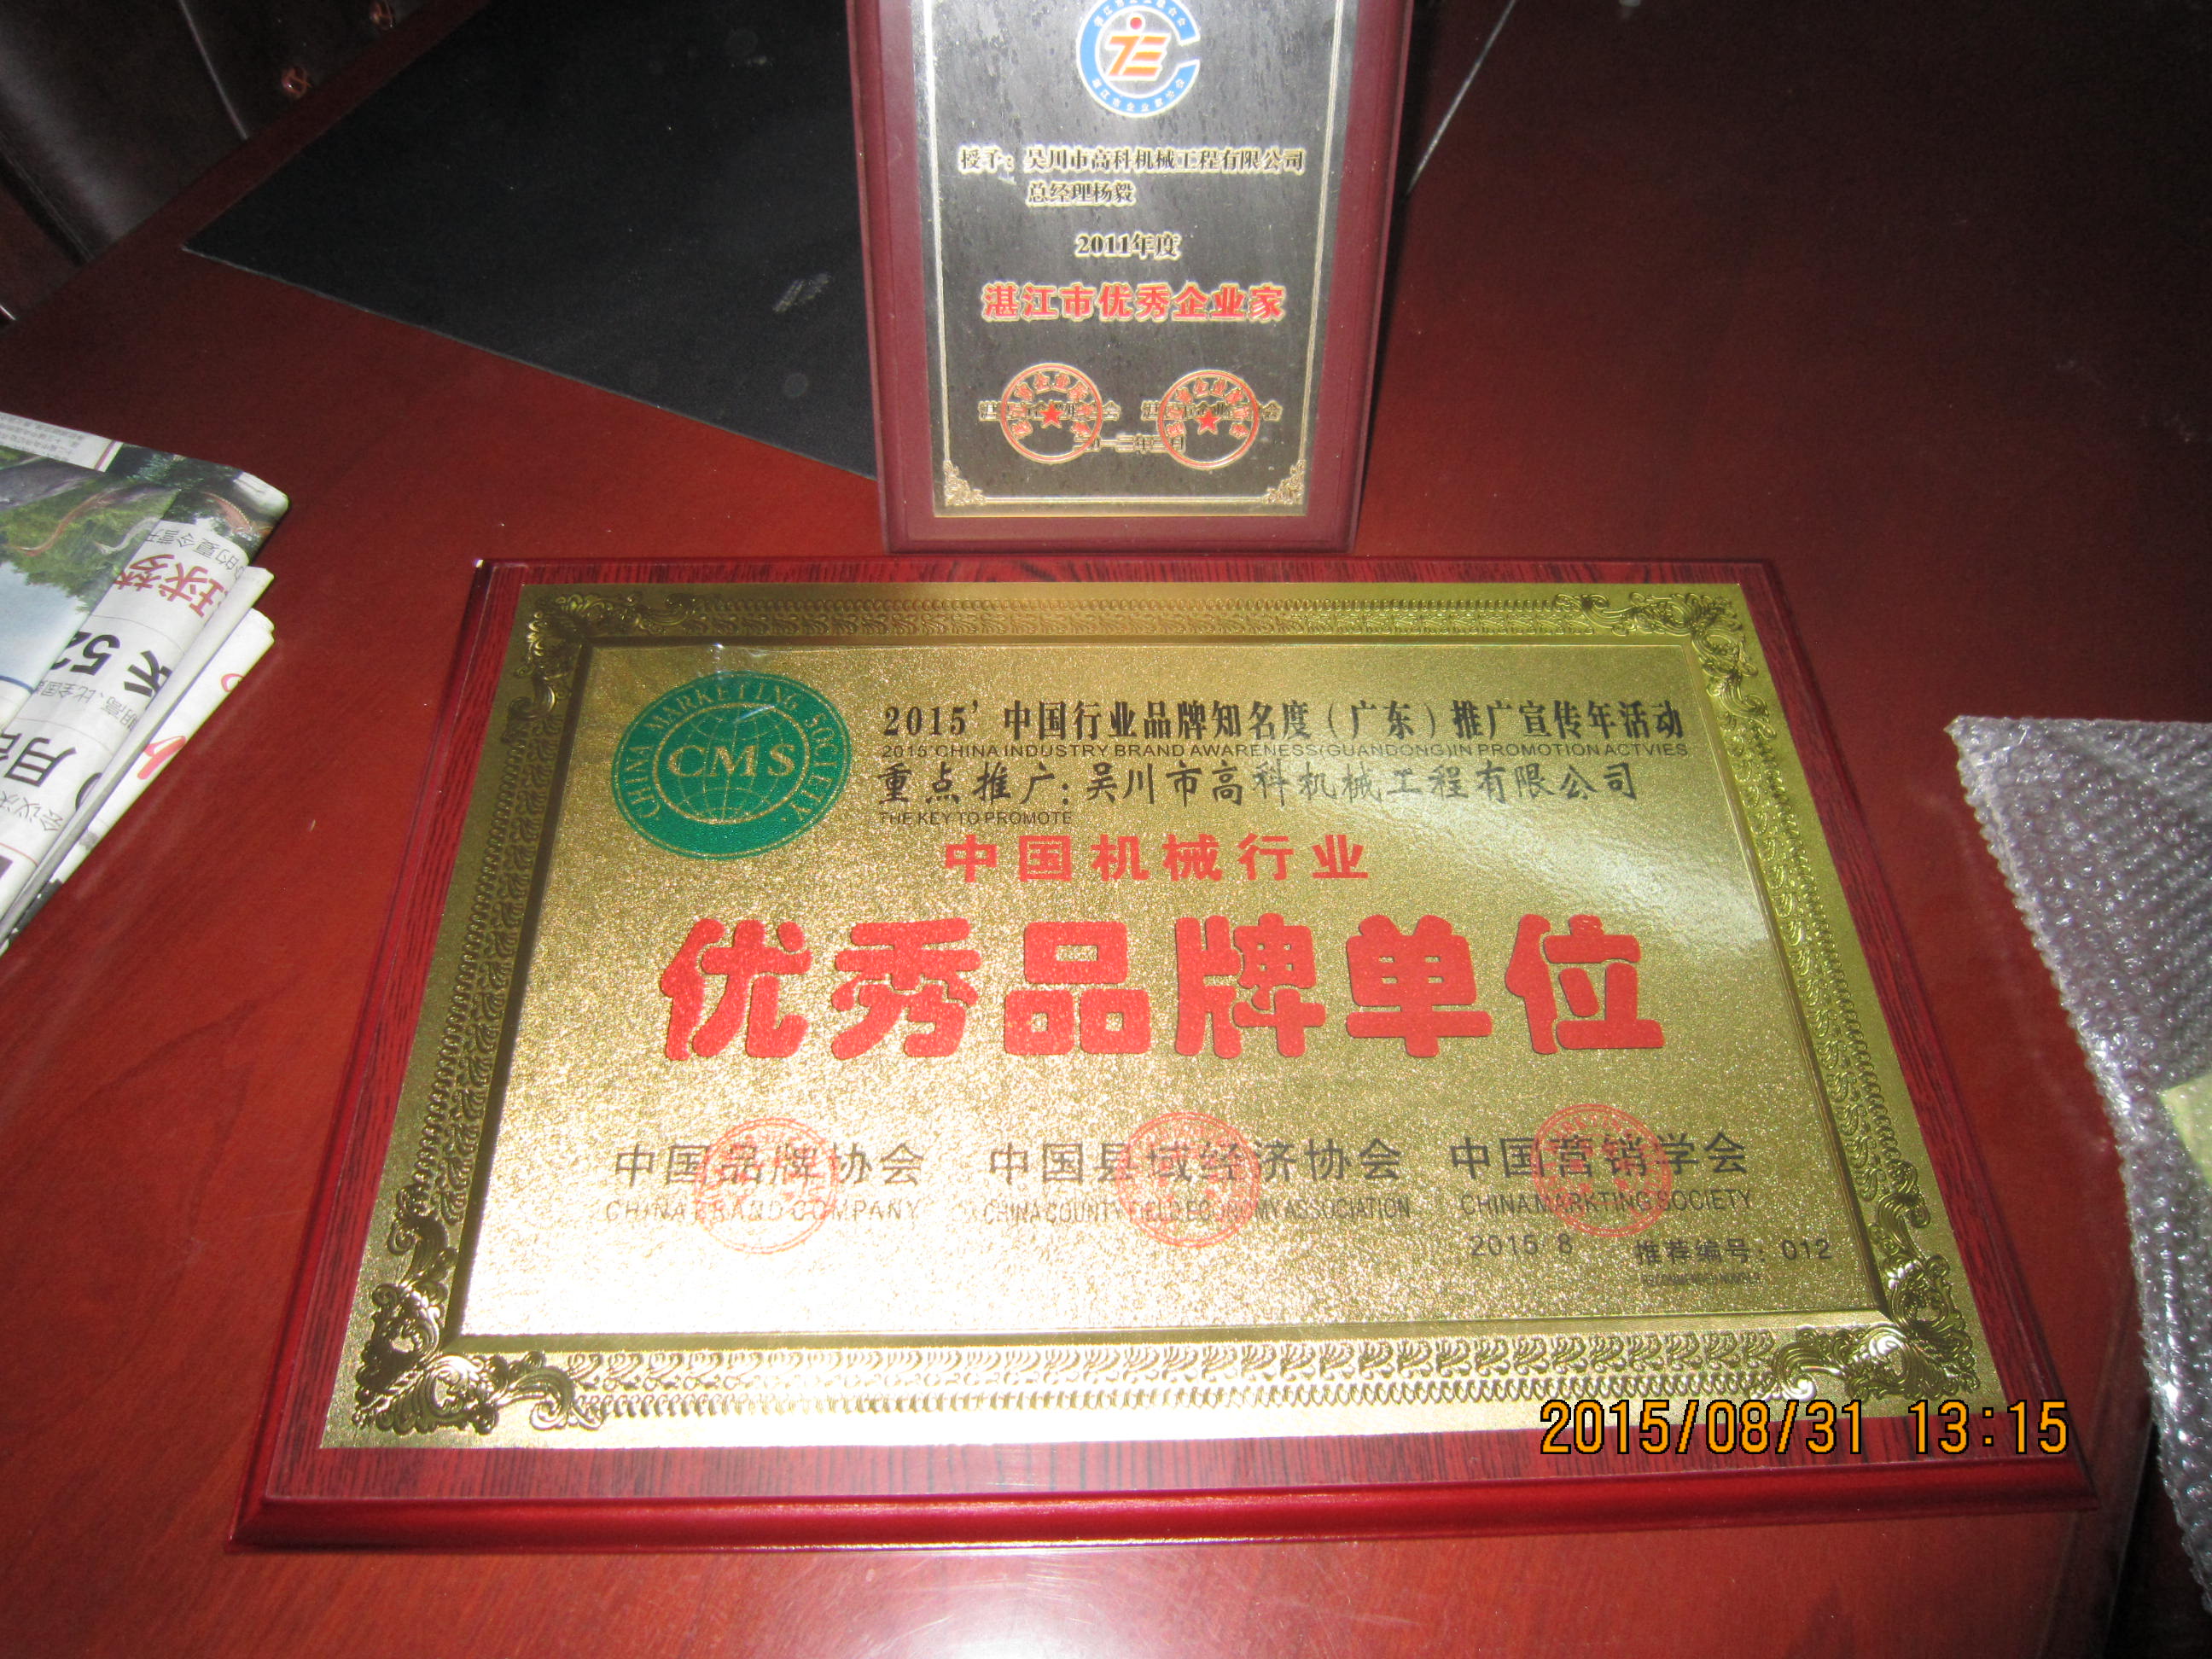 授予：吴川市高科机械工程有限公司
总经理杨毅
2011年度
湛江市优秀企业家
CHINA MARKETING SOCIETY
CMS
2015' 中国行业品牌知名度（广东）推广宣传年活动
2015'CHINA INDUSTRY BRAND AWARENESS(GUANDONG)IN PROMOTION ACTVIES
重点推广：吴川市高科机械工程有限公司
THE KEY TO PROMOTE
中国机械行业
优秀品牌单位
中国品牌协会 中国县域经济协会 中国营销学会
CHINA BRAND COMPANY CHINA COUNTY FIELD ECONOMY ASSOCIATION CHINA MARKTING SOCIETY
2015 8 推荐编号：012
2015/08/31 13:15